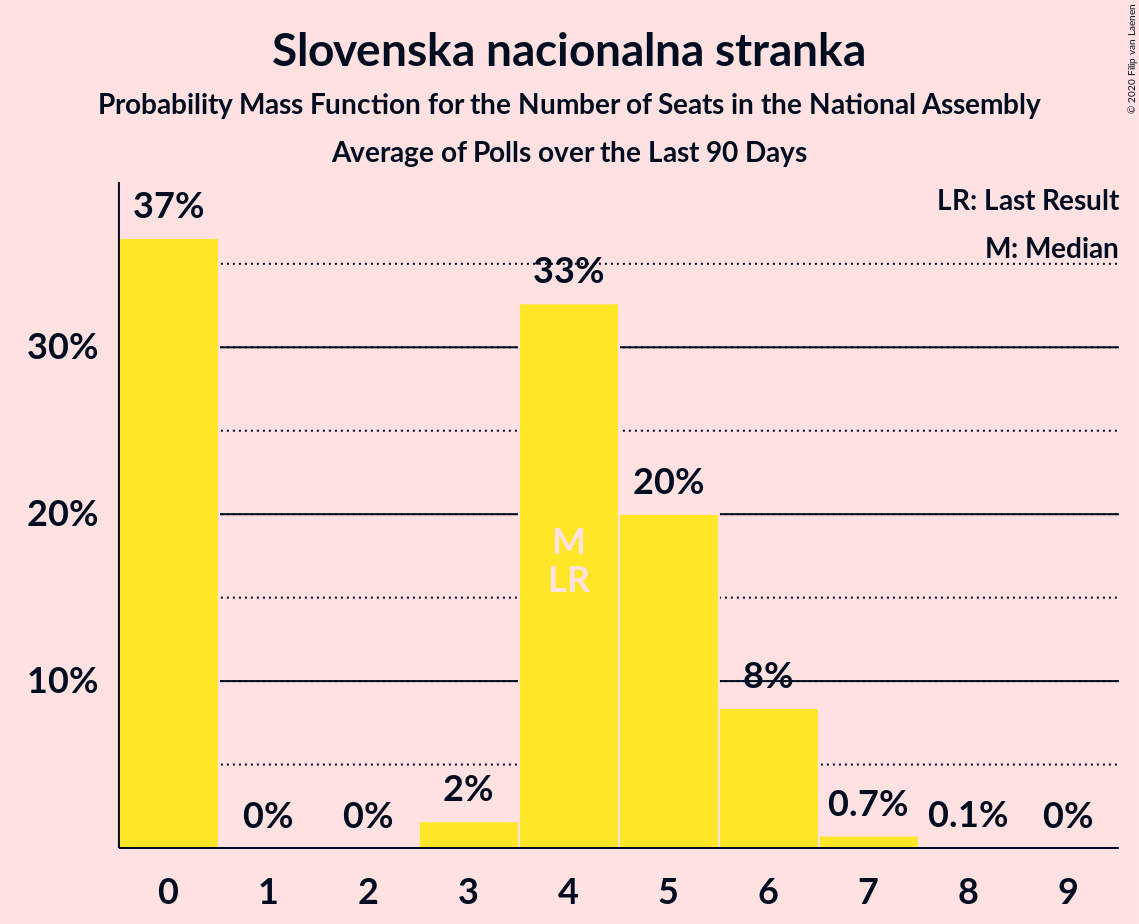 Slovenska nacionalna stranka
Probability Mass Function for the Number of Seats in the National Assembly
Average of Polls over the Last 90 Days
© 2020 Filip van Laenen
LR: Last Result
M: Median
37%
33%
30%
20%
20%
M
LR
10%
8%
2%
0%
0%
0.7%
0.1%
0%
0 1 2 3 4 5 6 7 8 9